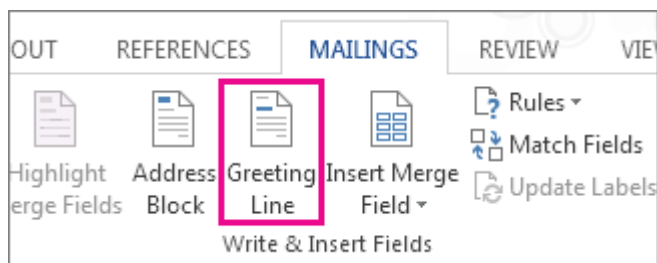 OUT REFERENCES MAILINGS REVIEW VIE
Highlight Address Greeting Insert Merge Rules
erge Fields Block Line Field Match Fields
Update Labels
Write & Insert Fields